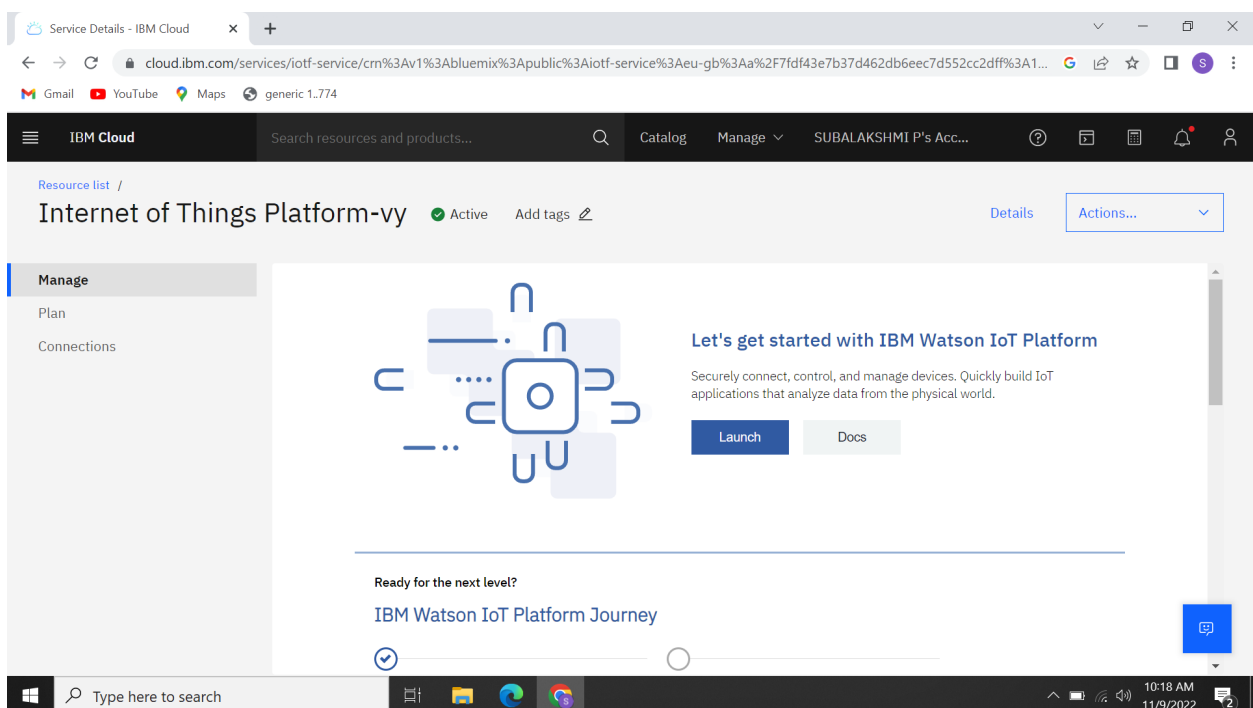 Service Details - IBM Cloud
cloud.ibm.com/services/iotf-service/crn%3Av1%3Abluemix%3Apublic%3Aiotf-service%3Aeu-gb%3Aa%2F7fdf43e7b37d462db6eec7d552cc2dff%3A1...
G
S
Gmail
YouTube
Maps
generic 1..774
IBM Cloud
Search resources and products...
Catalog
Manage
SUBALAKSHMI P's Acc...
Resource list /
Internet of Things Platform-vy
Active
Add tags
Details
Actions...
Manage
Plan
Connections
Let's get started with IBM Watson IoT Platform
Securely connect, control, and manage devices. Quickly build IoT
applications that analyze data from the physical world.
Launch
Docs
Ready for the next level?
IBM Watson IoT Platform Journey
Type here to search
S
10:18 AM
11/9/2022
2